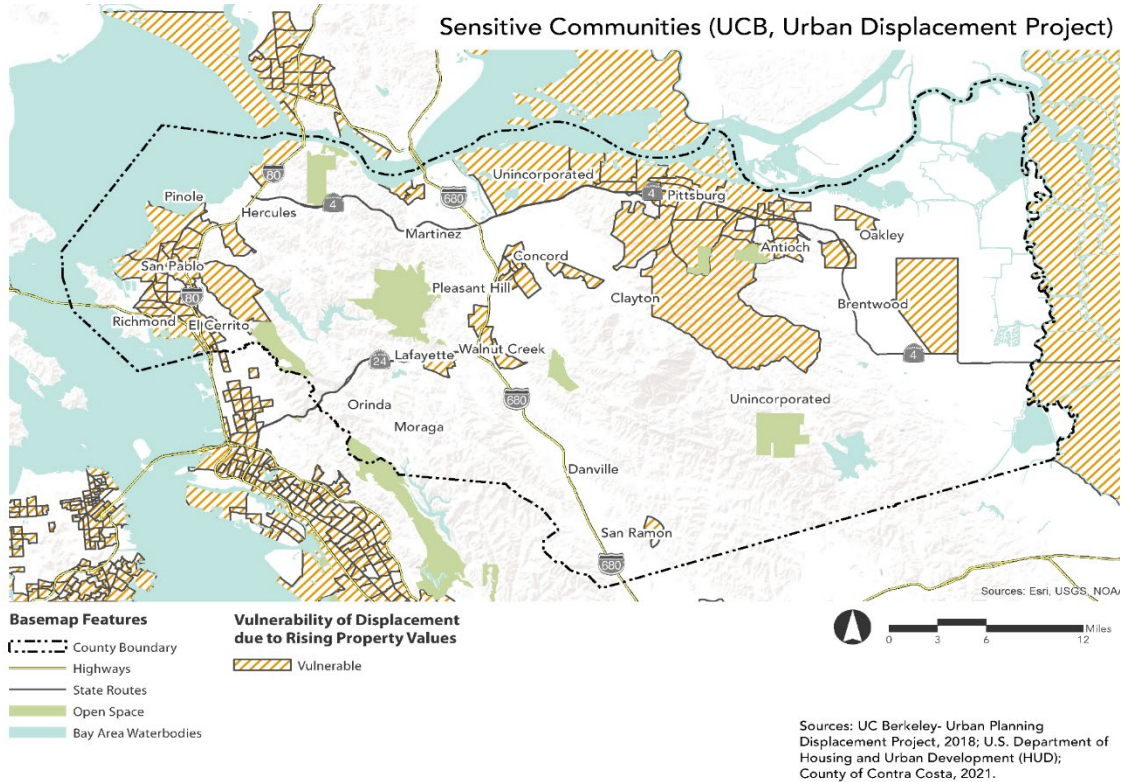 Sensitive Communities (UCB, Urban Displacement Project)
Unincorporated
Pinole
80
Hercules
4
680
4
Pittsburg
Martinez
Antioch
Oakley
San Pablo
Concord
80
Pleasant Hill
Clayton
Brentwood
Richmond
El Cerrito
24
Lafayette
Walnut Creek
4
680
Orinda
Unincorporated
Moraga
Danville
San Ramon
680
Sources: Esri, USGS, NOAA
Basemap Features
County Boundary
Highways
State Routes
Open Space
Bay Area Waterbodies
Vulnerability of Displacement
due to Rising Property Values
Vulnerable
0 3 6 12 Miles
Sources: UC Berkeley- Urban Planning
Displacement Project, 2018; U.S. Department of
Housing and Urban Development (HUD);
County of Contra Costa, 2021.